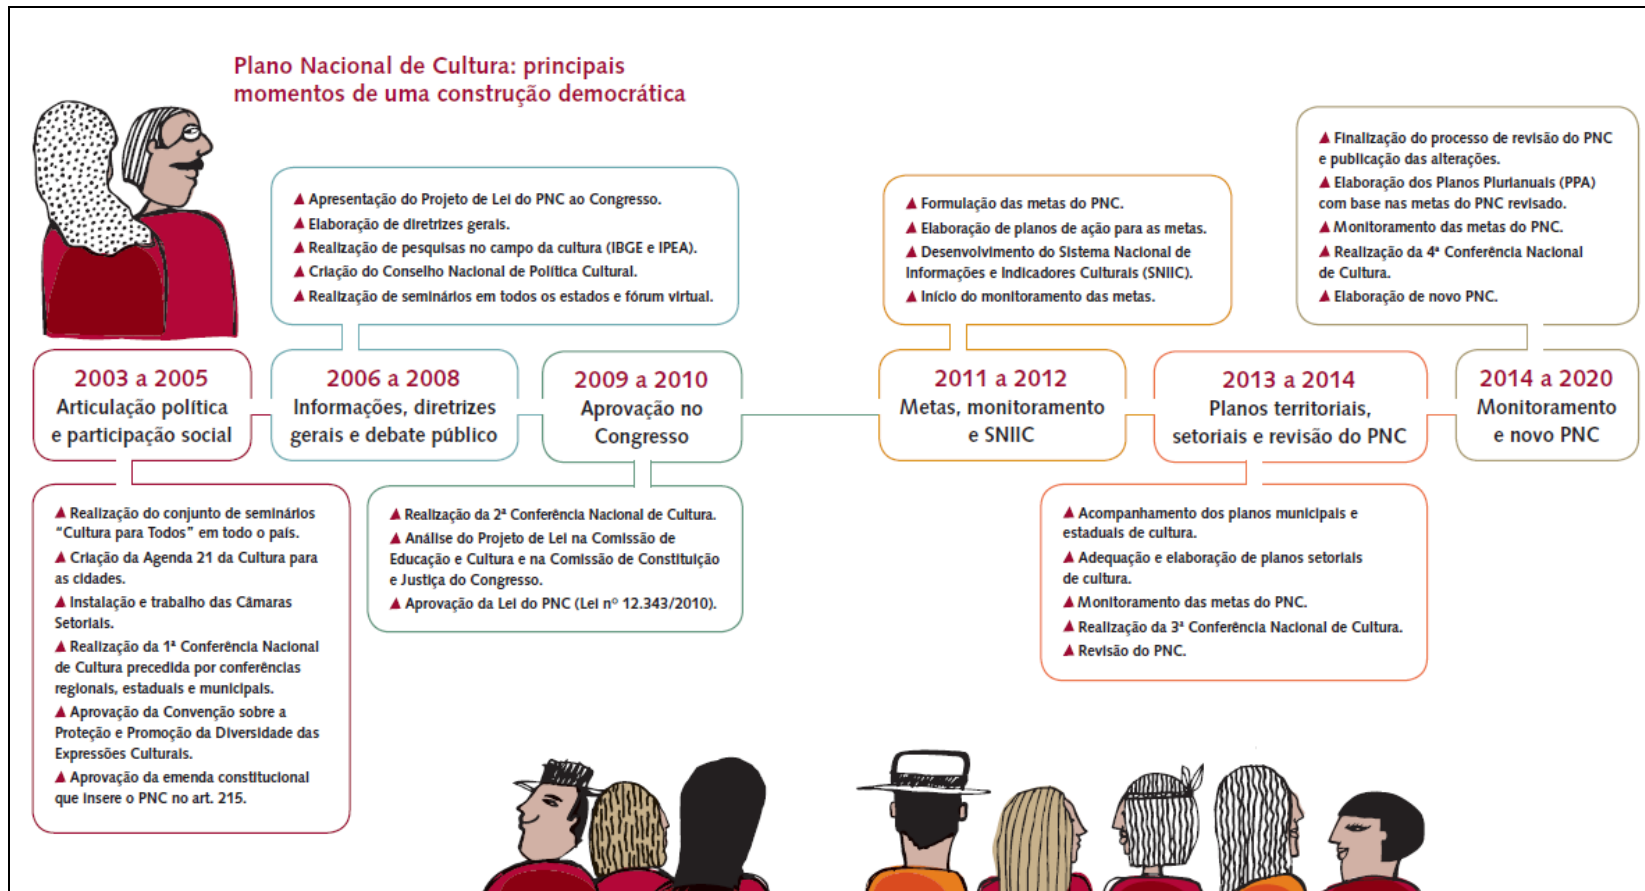 Plano Nacional de Cultura: principais
momentos de uma construção democrática
2003 a 2005
Articulação política
e participação social
▲ Realização do conjunto de seminários
“Cultura para Todos” em todo o país.
▲ Criação da Agenda 21 da Cultura para
as cidades.
▲ Instalação e trabalho das Câmaras
Setoriais.
▲ Realização da 1ª Conferência Nacional
de Cultura precedida por conferências
regionais, estaduais e municipais.
▲ Aprovação da Convenção sobre a
Proteção e Promoção da Diversidade das
Expressões Culturais.
▲ Aprovação da emenda constitucional
que insere o PNC no art. 215.
▲ Apresentação do Projeto de Lei do PNC ao Congresso.
▲ Elaboração de diretrizes gerais.
▲ Realização de pesquisas no campo da cultura (IBGE e IPEA).
▲ Criação do Conselho Nacional de Política Cultural.
▲ Realização de seminários em todos os estados e fórum virtual.
2006 a 2008
Informações, diretrizes
gerais e debate público
2009 a 2010
Aprovação no
Congresso
▲ Realização da 2ª Conferência Nacional de Cultura.
▲ Análise do Projeto de Lei na Comissão de
Educação e Cultura e na Comissão de Constituição
e Justiça do Congresso.
▲ Aprovação da Lei do PNC (Lei nº 12.343/2010).
▲ Formulação das metas do PNC.
▲ Elaboração de planos de ação para as metas.
▲ Desenvolvimento do Sistema Nacional de
Informações e Indicadores Culturais (SNIIC).
▲ Início do monitoramento das metas.
2011 a 2012
Metas, monitoramento
e SNIIC
2013 a 2014
Planos territoriais,
setoriais e revisão do PNC
▲ Acompanhamento dos planos municipais e
estaduais de cultura.
▲ Adequação e elaboração de planos setoriais
de cultura.
▲ Monitoramento das metas do PNC.
▲ Realização da 3ª Conferência Nacional de Cultura.
▲ Revisão do PNC.
▲ Finalização do processo de revisão do PNC
e publicação das alterações.
▲ Elaboração dos Planos Plurianuais (PPA)
com base nas metas do PNC revisado.
▲ Monitoramento das metas do PNC.
▲ Realização da 4ª Conferência Nacional
de Cultura.
▲ Elaboração de novo PNC.
2014 a 2020
Monitoramento
e novo PNC